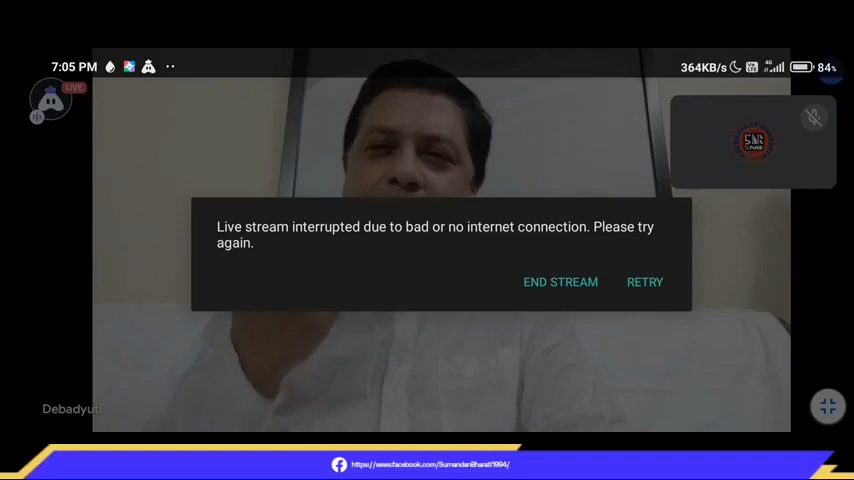 7:05 PM
364KB/s
4G
84%
LIVE
Live stream interrupted due to bad or no internet connection. Please try
again.
END STREAM
RETRY
Debadyuti
https://www.facebook.com/SumandanBharati1994/